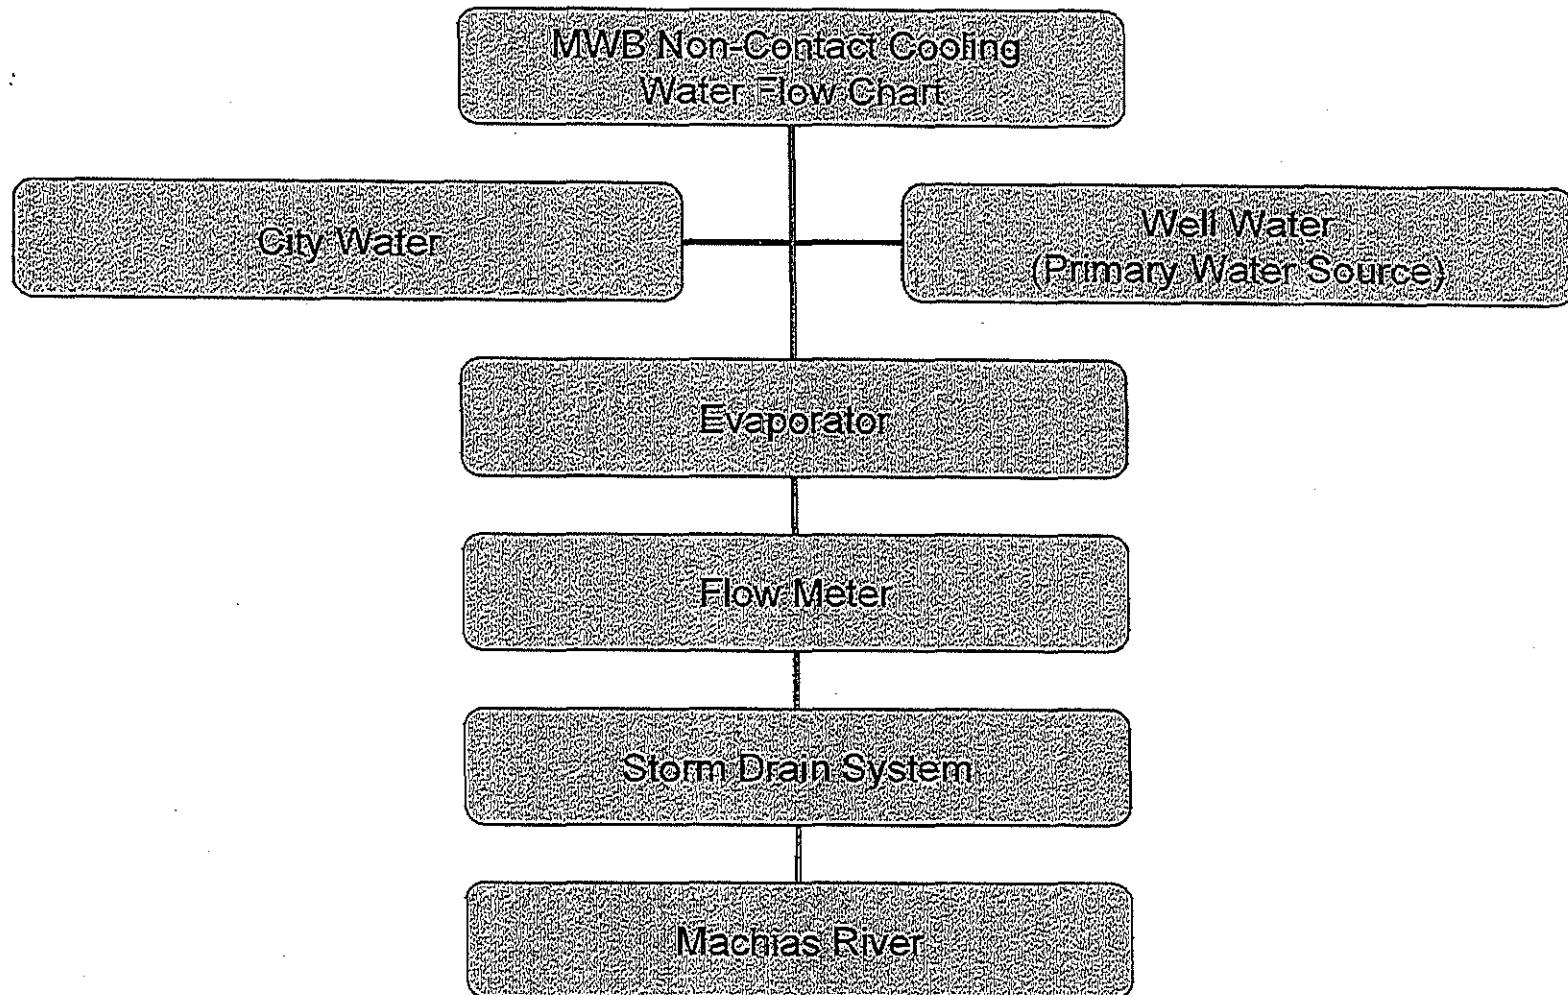 MWB Non-Contact Cooling
Water Flow Chart
City Water
Well Water
(Primary Water Source)
Evaporator
Flow Meter
Storm Drain System
Machias River